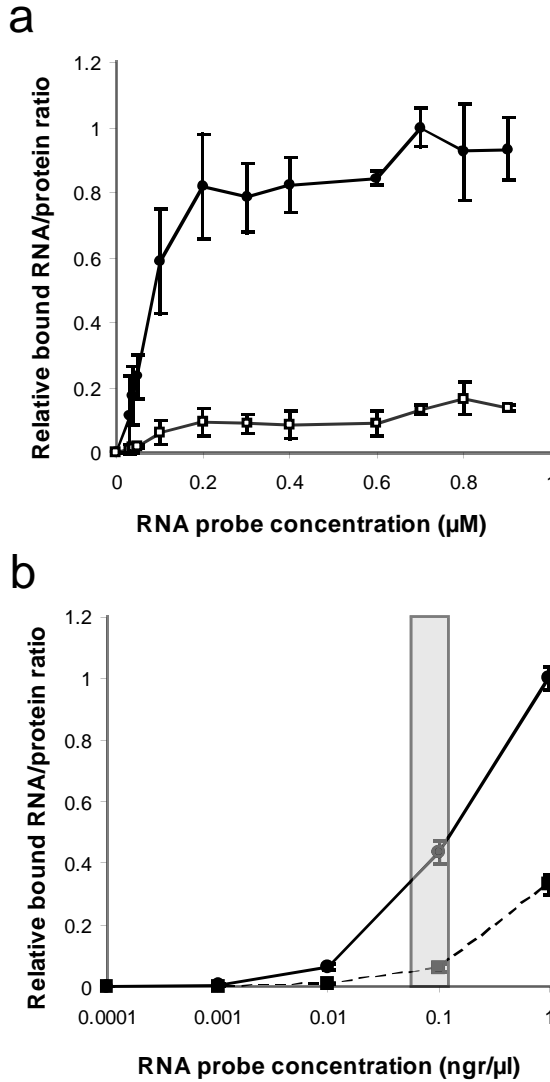 a
Relative bound RNA/protein ratio
1.2
1
0.8
0.6
0.4
0.2
0
0 0.2 0.4 0.6 0.8 1
RNA probe concentration (µM)
b
Relative bound RNA/protein ratio
1.2
1
0.8
0.6
0.4
0.2
0
0.0001 0.001 0.01 0.1 1
RNA probe concentration (ngr/µl)